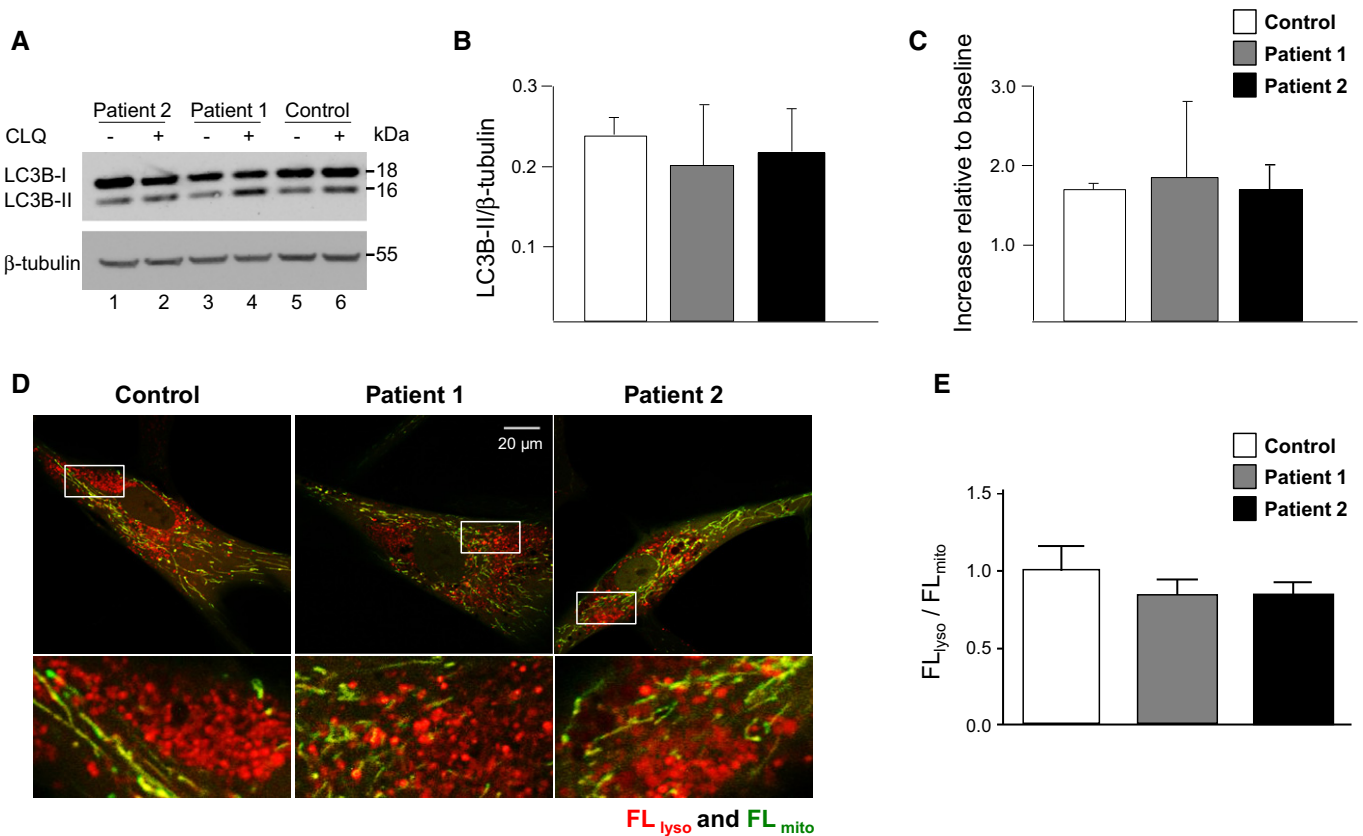 A
Patient 2 Patient 1 Control
CLQ - + - + - + kDa
LC3B-I
LC3B-II
18
16
β-tubulin
55
1 2 3 4 5 6
B
LC3B-II/β-tubulin
0.3
0.2
0.1
C
Increase relative to baseline
3.0
2.0
1.0
Control
Patient 1
Patient 2
D
Control Patient 1 Patient 2
20 µm
FL lyso and FL mito
E
FLlyso / FLmito
1.5
1.0
0.5
0.0
Control
Patient 1
Patient 2